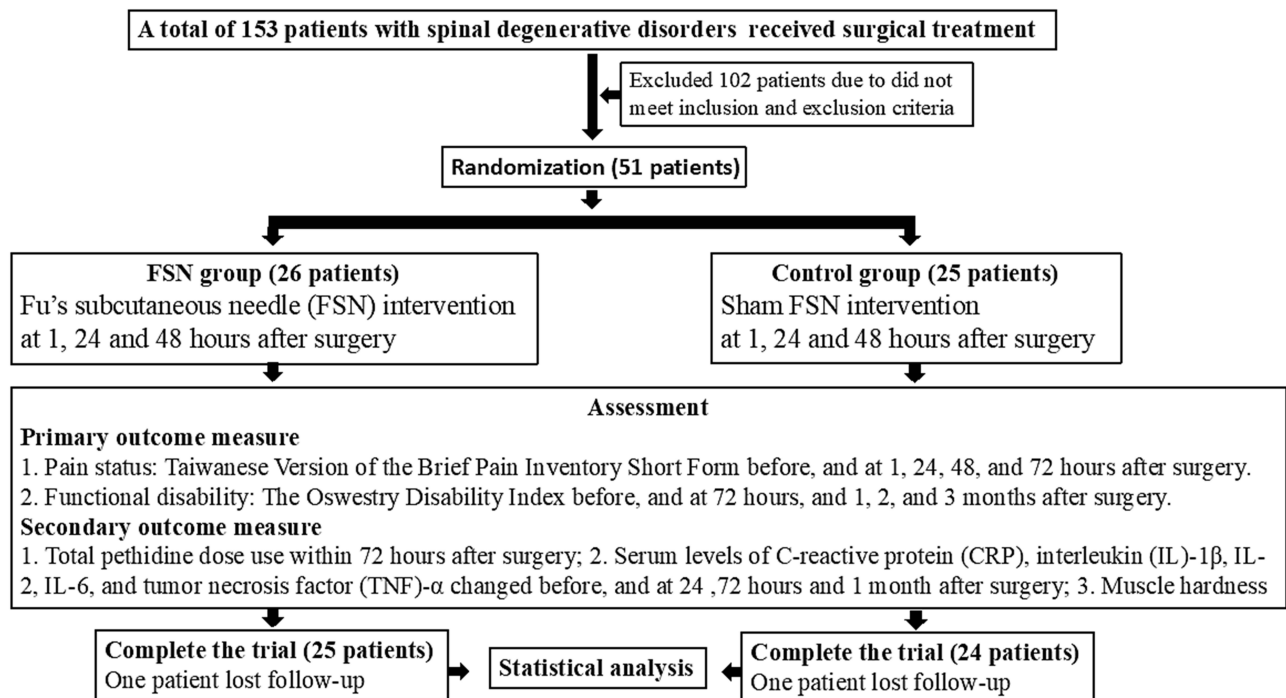 A total of 153 patients with spinal degenerative disorders received surgical treatment
Excluded 102 patients due to did not
meet inclusion and exclusion criteria
Randomization (51 patients)
FSN group (26 patients)
Fu's subcutaneous needle (FSN) intervention
at 1, 24 and 48 hours after surgery
Control group (25 patients)
Sham FSN intervention
at 1, 24 and 48 hours after surgery
Assessment
Primary outcome measure
1. Pain status: Taiwanese Version of the Brief Pain Inventory Short Form before, and at 1, 24, 48, and 72 hours after surgery.
2. Functional disability: The Oswestry Disability Index before, and at 72 hours, and 1, 2, and 3 months after surgery.
Secondary outcome measure
1. Total pethidine dose use within 72 hours after surgery; 2. Serum levels of C-reactive protein (CRP), interleukin (IL)-1β, IL-
2, IL-6, and tumor necrosis factor (TNF)-α changed before, and at 24 ,72 hours and 1 month after surgery; 3. Muscle hardness
Complete the trial (25 patients)
One patient lost follow-up
Statistical analysis
Complete the trial (24 patients)
One patient lost follow-up